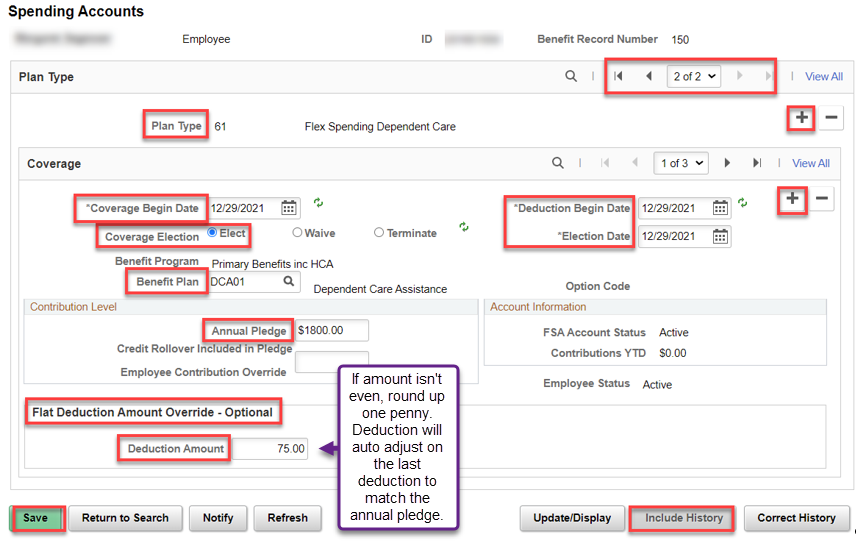 Spending Accounts
Employee ID Benefit Record Number 150
Plan Type 2 of 2 View All
Plan Type 61 Flex Spending Dependent Care
Coverage 1 of 3 View All
*Coverage Begin Date 12/29/2021 *Deduction Begin Date 12/29/2021
Coverage Election Elect Waive Terminate *Election Date 12/29/2021
Benefit Program Primary Benefits inc HCA
Benefit Plan DCA01 Dependent Care Assistance Option Code
Contribution Level Account Information
Annual Pledge $1800.00 FSA Account Status Active
Credit Rollover Included in Pledge Contributions YTD $0.00
Employee Contribution Override Employee Status Active
Flat Deduction Amount Override - Optional
Deduction Amount 75.00
If amount isn't
even, round up
one penny.
Deduction will
auto adjust on
the last
deduction to
match the
annual pledge.
Save Return to Search Notify Refresh Update/Display Include History Correct History